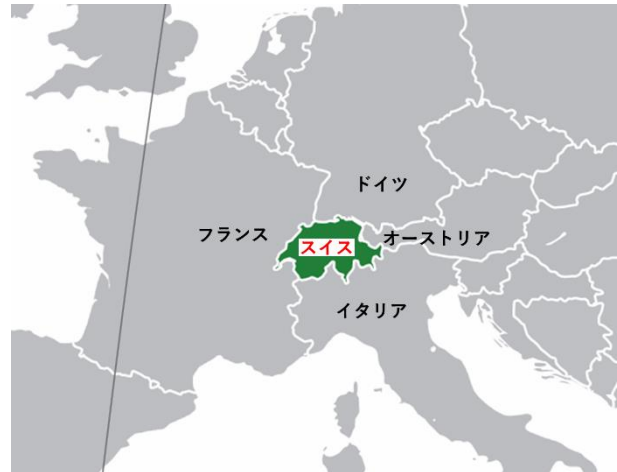 ドイツ
フランス
オーストリア
スイス
イタリア